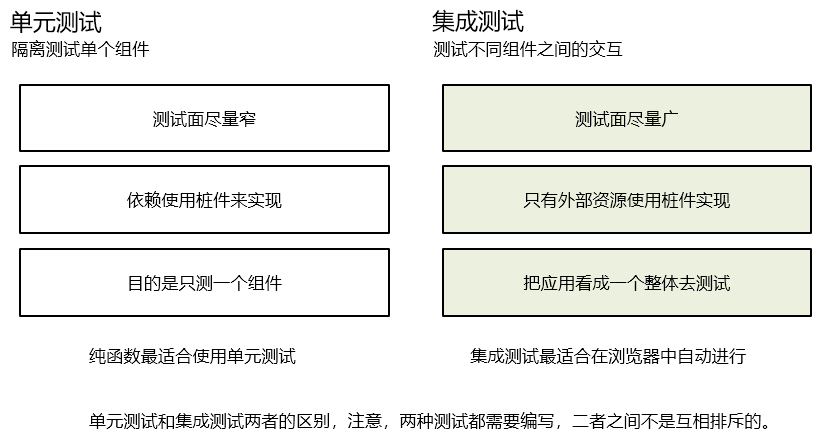 单元测试
隔离测试单个组件
测试面尽量窄
依赖使用桩件来实现
目的是只测一个组件
纯函数最适合使用单元测试
集成测试
测试不同组件之间的交互
测试面尽量广
只有外部资源使用桩件实现
把应用看成一个整体去测试
集成测试最适合在浏览器中自动进行
单元测试和集成测试两者的区别，注意，两种测试都需要编写，二者之间不是互相排斥的。